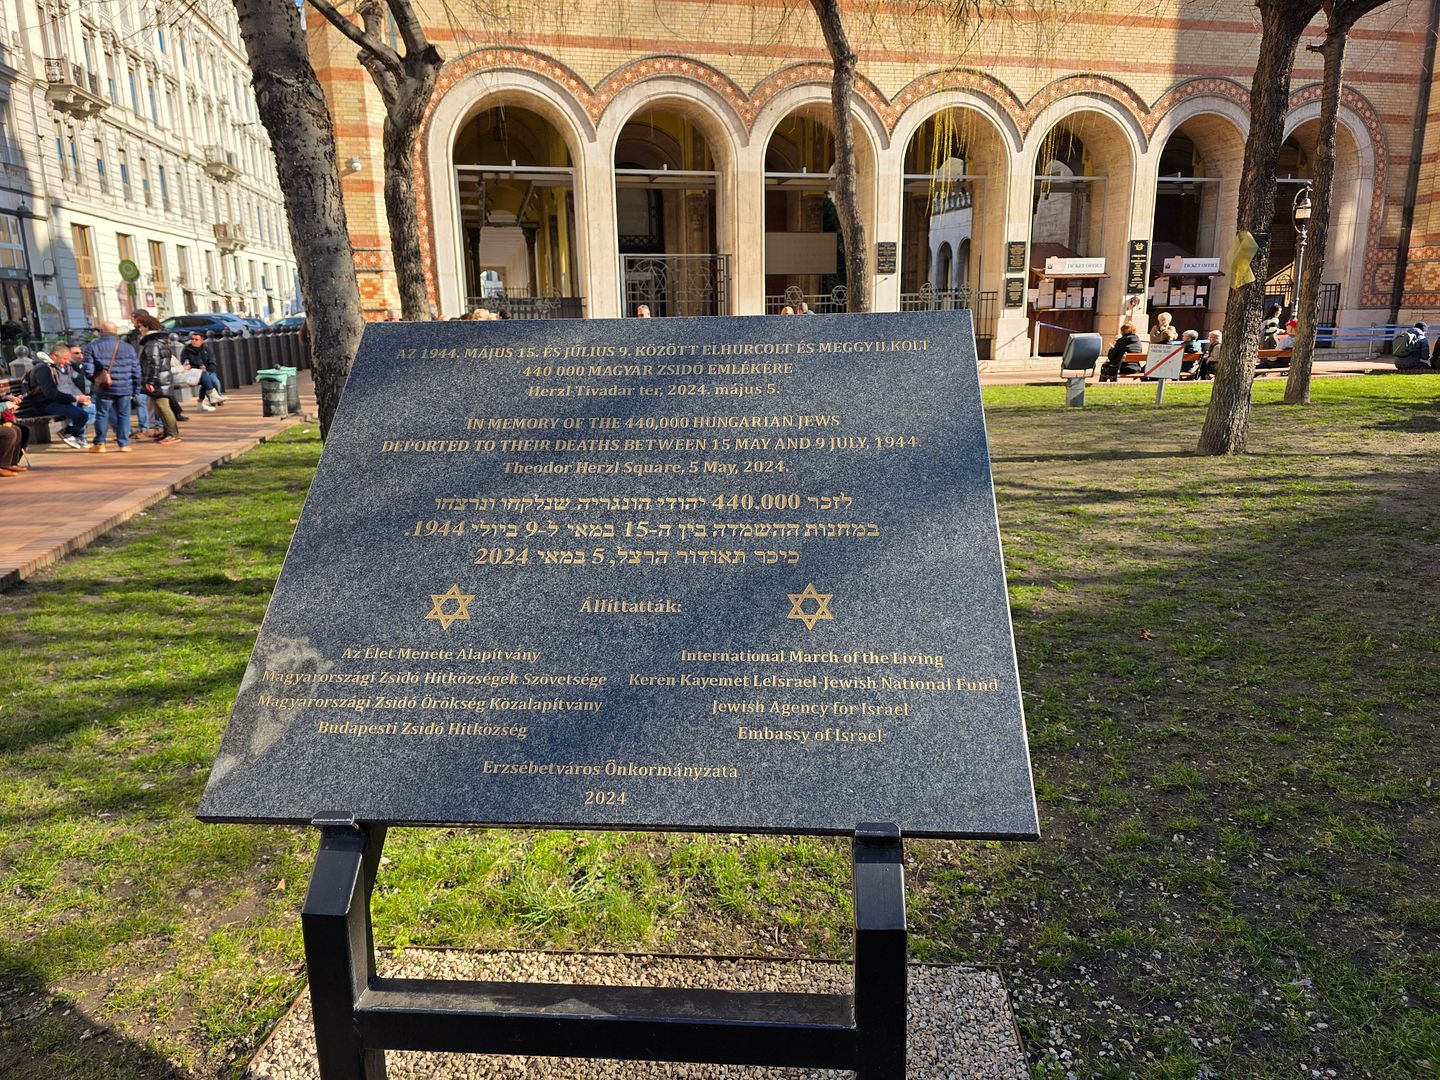 AZ 1944. MÁJUS 15. ÉS JÚLIUS 9. KÖZÖTT ELHURCOLT ÉS MEGGYILKOLT
440 000 MAGYAR ZSIDÓ EMLÉKÉRE
Herzl Tivadar tér, 2024. május 5.
IN MEMORY OF THE 440,000 HUNGARIAN JEWS
DEPORTED TO THEIR DEATHS BETWEEN 15 MAY AND 9 JULY, 1944.
Theodor Herzl Square, 5 May, 2024.
לזכר 440.000 יהודי הונגריה שנלקחו ונרצחו
במחנות ההשמדה בין ה-15 במאי ל-9 ביולי 1944.
כיכר תאודור הרצל, 5 במאי 2024
Állíttatták:
Az Élet Menete Alapítvány
Magyarországi Zsidó Hitközségek Szövetsége
Magyarországi Zsidó Örökség Közalapítvány
Budapesti Zsidó Hitközség
International March of the Living
Keren Kayemet LeIsrael-Jewish National Fund
Jewish Agency for Israel
Embassy of Israel
Erzsébetváros Önkormányzata
2024
TICKET OFFICE
TICKET OFFICE